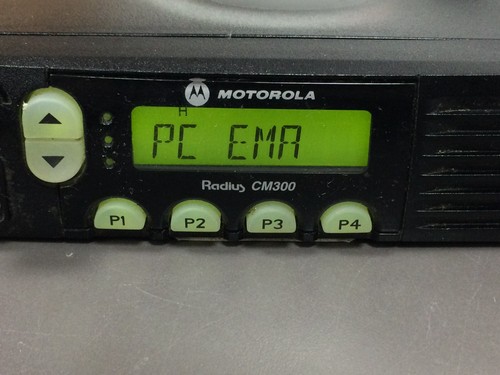 MOTOROLA
H
PC EMA
Radius CM300
P1 P2 P3 P4